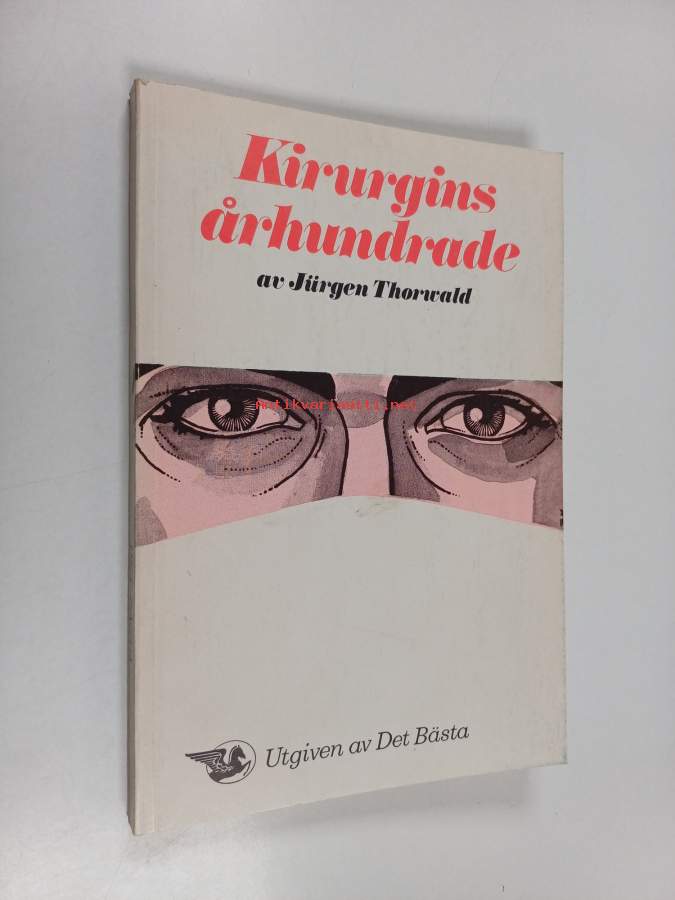 Kirurgins
århundrade
av Jürgen Thorwald
Antikvariaatti.net
Utgiven av Det Bästa